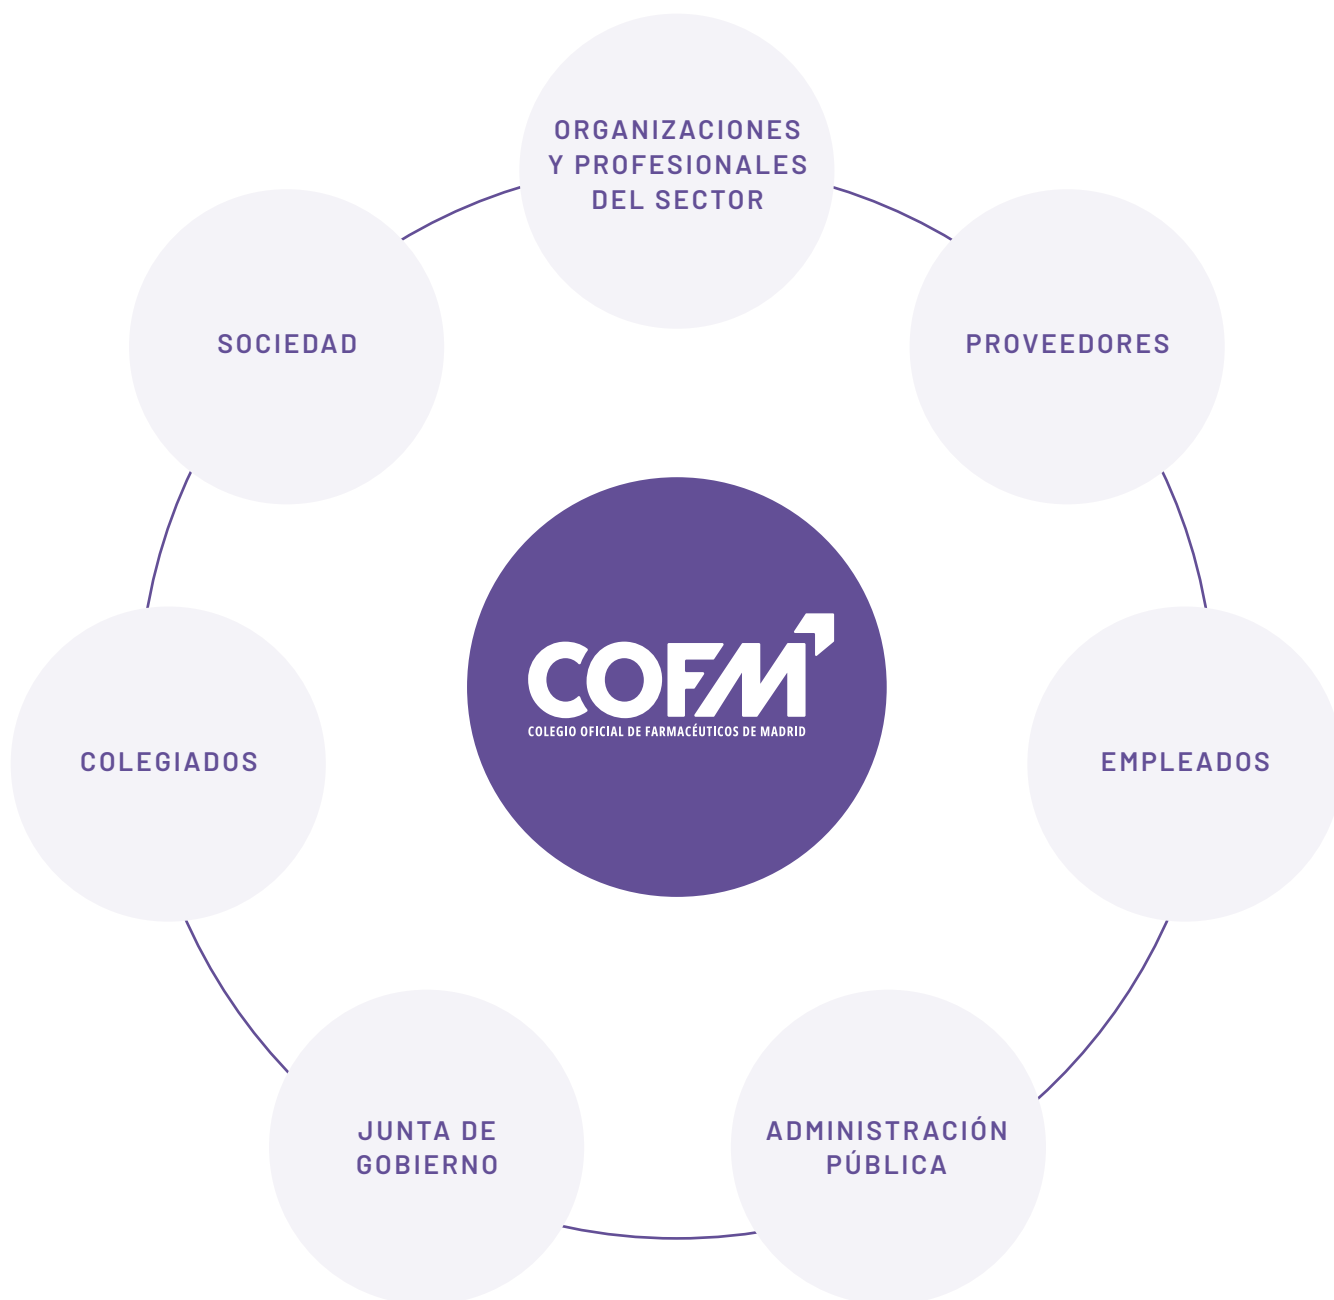 ORGANIZACIONES
Y PROFESIONALES
DEL SECTOR
SOCIEDAD
PROVEEDORES
COFM
COLEGIO OFICIAL DE FARMACÉUTICOS DE MADRID
COLEGIADOS
EMPLEADOS
JUNTA DE
GOBIERNO
ADMINISTRACIÓN
PÚBLICA